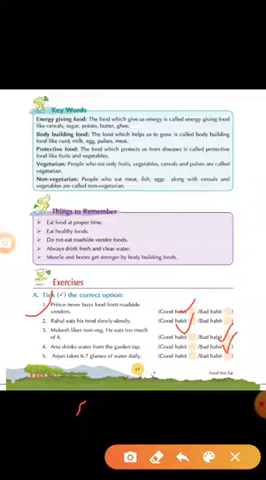 Key Words
Energy giving food: The food which give us energy is called energy giving food
like cereals, sugar, potato, butter, ghee.
Body building food: The food which helps us to grow is called body building
food like curd, milk, egg, pulses, meat.
Protective food: The food which protects us from diseases is called protective
food like fruits and vegetables.
Vegetarian: People who eat only fruits, vegetables, cereals and pulses are called
vegetarian.
Non-vegetarian: People who eat meat, fish, eggs along with cereals and
vegetables are called non-vegetarian.
Things to Remember
Eat food at proper time.
Eat healthy foods.
Do not eat roadside vendor foods.
Always drink fresh and clear water.
Muscle and bones get stronger by body building foods.
Exercises
A. Tick (✓) the correct option:
1. Prince never buys food from roadside
vendors. (Good habit /Bad habit )
2. Rahul eats his food slowly-slowly. (Good habit /Bad habit )
3. Mukesh likes non-veg. He eats too much
of it. (Good habit /Bad habit )
4. Anu drinks water from the garden tap. (Good habit /Bad habit )
5. Arjun takes 6-7 glasses of water daily. (Good habit /Bad habit )
37
Food We Eat